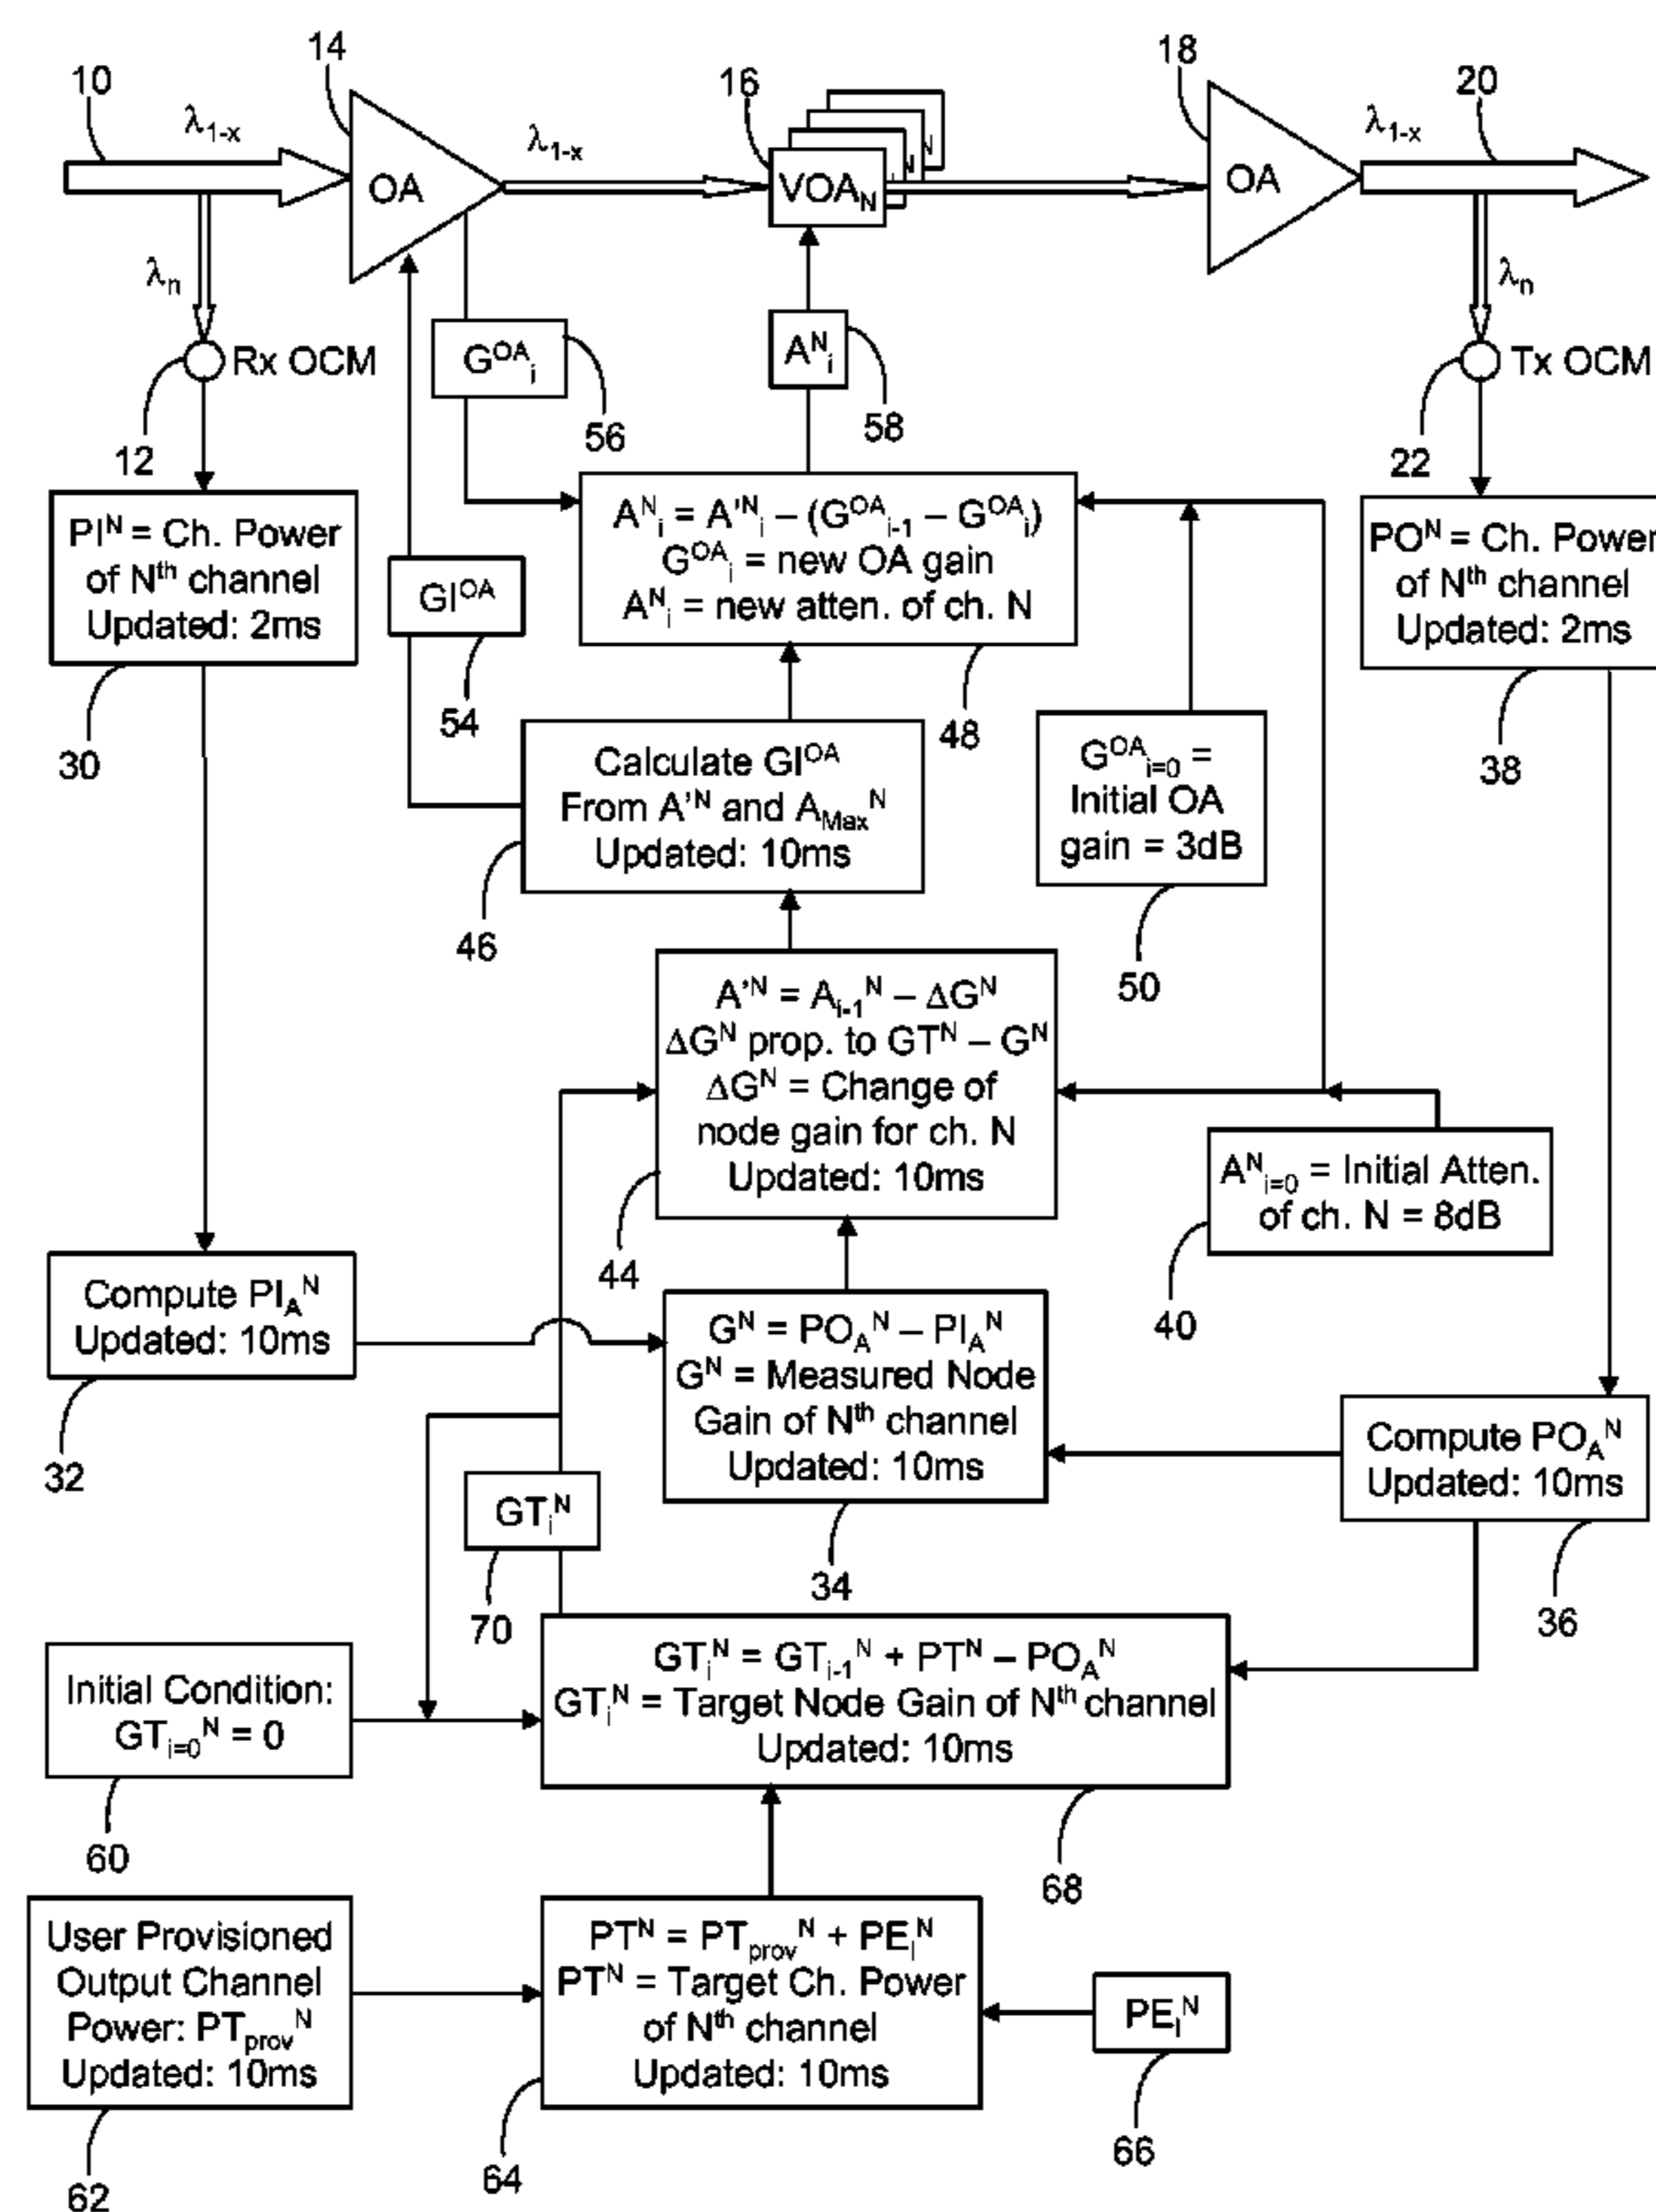 14
18
10
16
20
λ1-x
λ1-x
λ1-x
OA
VOAN
N
N
OA
λn
λn
GOAi
ANi
Rx OCM
Tx OCM
56
58
12
22
PIN = Ch. Power
of Nth channel
Updated: 2ms
ANi = A'Ni – (GOAi-1 – GOAi)
GOAi = new OA gain
ANi = new atten. of ch. N
PON = Ch. Power
of Nth channel
Updated: 2ms
GIOA
54
48
30
38
Calculate GIOA
From A'N and AMaxN
Updated: 10ms
GOAi=0 =
Initial OA
gain = 3dB
46
50
A'N = Ai-1N – ΔGN
ΔGN prop. to GTN – GN
ΔGN = Change of
node gain for ch. N
Updated: 10ms
ANi=0 = Initial Atten.
of ch. N = 8dB
44
40
Compute PIAN
Updated: 10ms
GN = POAN – PIAN
GN = Measured Node
Gain of Nth channel
Updated: 10ms
32
Compute POAN
Updated: 10ms
GTiN
34
70
36
Initial Condition:
GTi=0N = 0
GTiN = GTi-1N + PTN – POAN
GTiN = Target Node Gain of Nth channel
Updated: 10ms
60
68
User Provisioned
Output Channel
Power: PTprovN
Updated: 10ms
PTN = PTprovN + PEIN
PTN = Target Ch. Power
of Nth channel
Updated: 10ms
PEIN
62
64
66